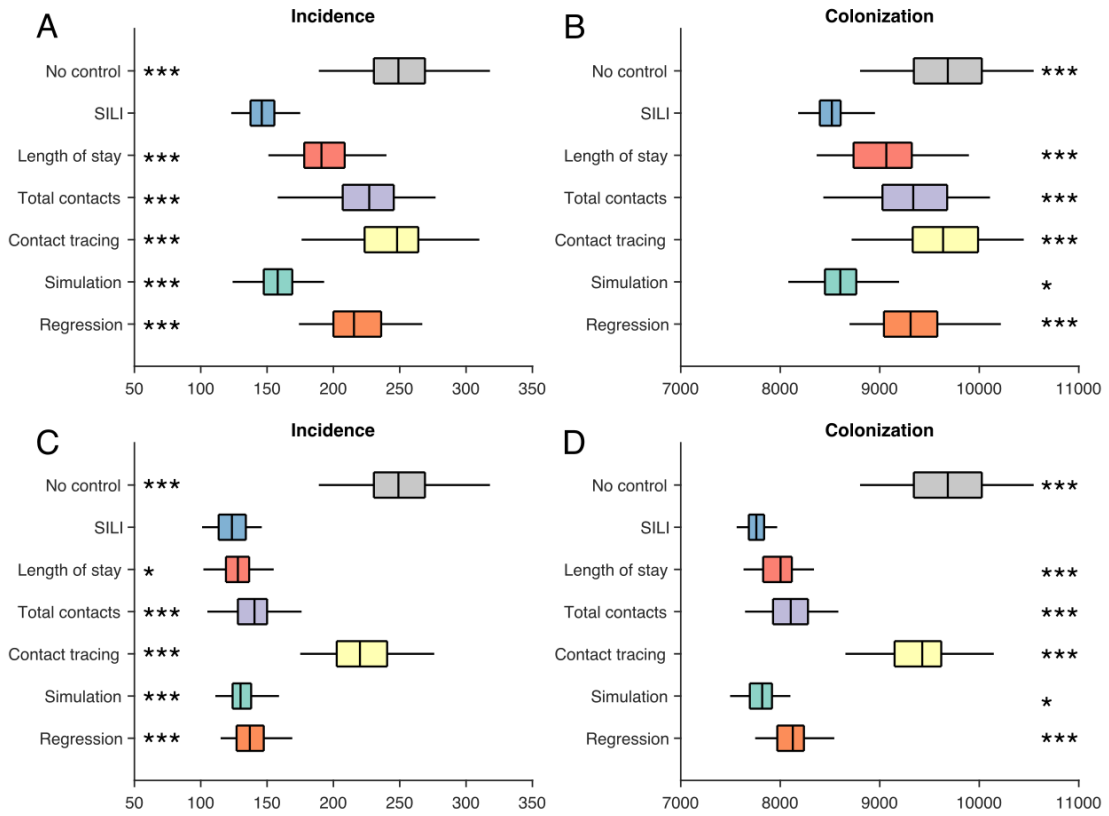 A
Incidence
No control
***
SILI
Length of stay
***
Total contacts
***
Contact tracing
***
Simulation
***
Regression
***
50 100 150 200 250 300 350
B
Colonization
No control
***
SILI
Length of stay
***
Total contacts
***
Contact tracing
***
Simulation
*
Regression
***
7000 8000 9000 10000 11000
C
Incidence
No control
***
SILI
Length of stay
*
Total contacts
***
Contact tracing
***
Simulation
***
Regression
***
50 100 150 200 250 300 350
D
Colonization
No control
***
SILI
Length of stay
***
Total contacts
***
Contact tracing
***
Simulation
*
Regression
***
7000 8000 9000 10000 11000